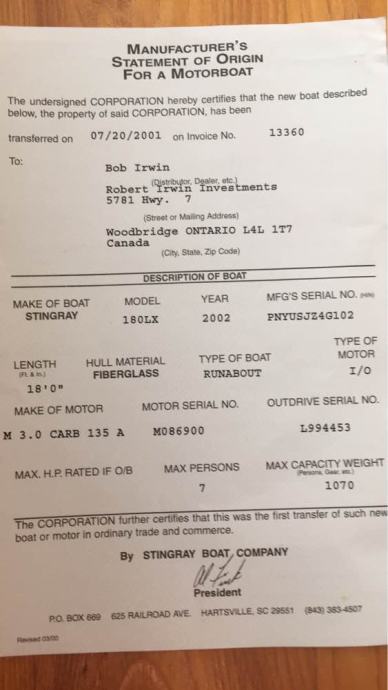 MANUFACTURER'S
STATEMENT OF ORIGIN
FOR A MOTORBOAT
The undersigned CORPORATION hereby certifies that the new boat described
below, the property of said CORPORATION, has been
transferred on 07/20/2001 on Invoice No. 13360
To:
Bob Irwin
(Distributor, Dealer, etc.)
Robert Irwin Investments
5781 Hwy. 7
(Street or Mailing Address)
Woodbridge ONTARIO L4L 1T7
Canada
(City, State, Zip Code)
DESCRIPTION OF BOAT
MAKE OF BOAT MODEL YEAR MFG'S SERIAL NO. (HIN)
STINGRAY 180LX 2002 PNYUSJZ4G102
LENGTH HULL MATERIAL TYPE OF BOAT TYPE OF MOTOR
(Ft. & In.) FIBERGLASS RUNABOUT I/O
18'0"
MAKE OF MOTOR MOTOR SERIAL NO. OUTDRIVE SERIAL NO.
M 3.0 CARB 135 A M086900 L994453
MAX. H.P. RATED IF O/B MAX PERSONS MAX CAPACITY WEIGHT
(Persons, Gear, etc.)
7 1070
The CORPORATION further certifies that this was the first transfer of such new
boat or motor in ordinary trade and commerce.
By STINGRAY BOAT COMPANY
President
P.O. BOX 669 625 RAILROAD AVE. HARTSVILLE, SC 29551 (843) 383-4507
Revised 03/00